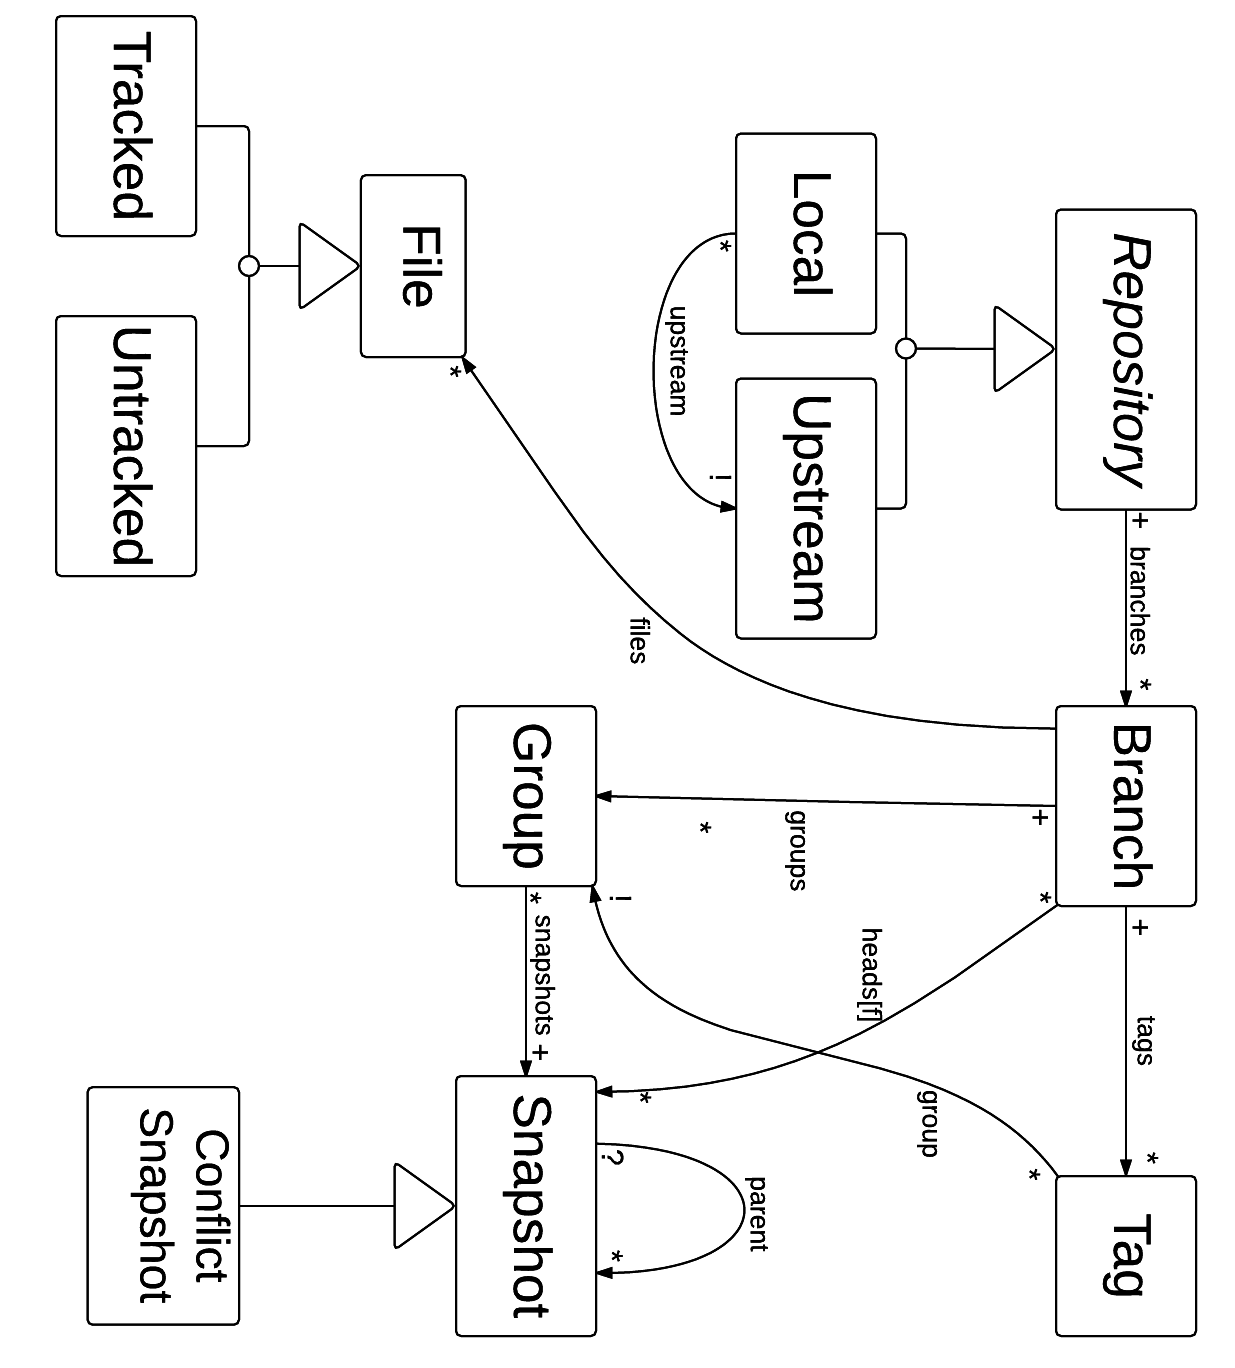 Repository
+ branches *
Branch
+ tags *
Tag
Local
Upstream
* upstream !
files
*
+
groups
*
*
heads[f]
*
*
group
!
File
Group
* snapshots +
Snapshot
?
parent
*
Tracked
Untracked
Conflict
Snapshot